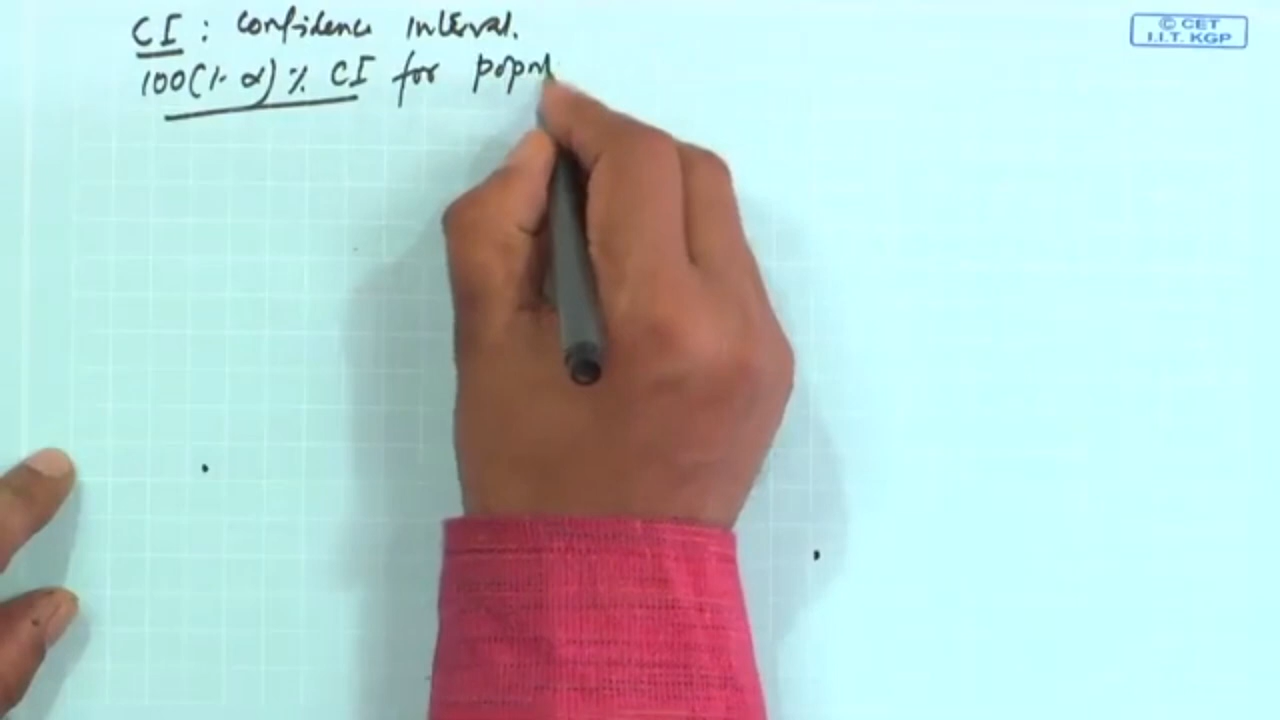 CI : Confidence interval.
100(1-α)% CI for popn
© CET
I.I.T. KGP